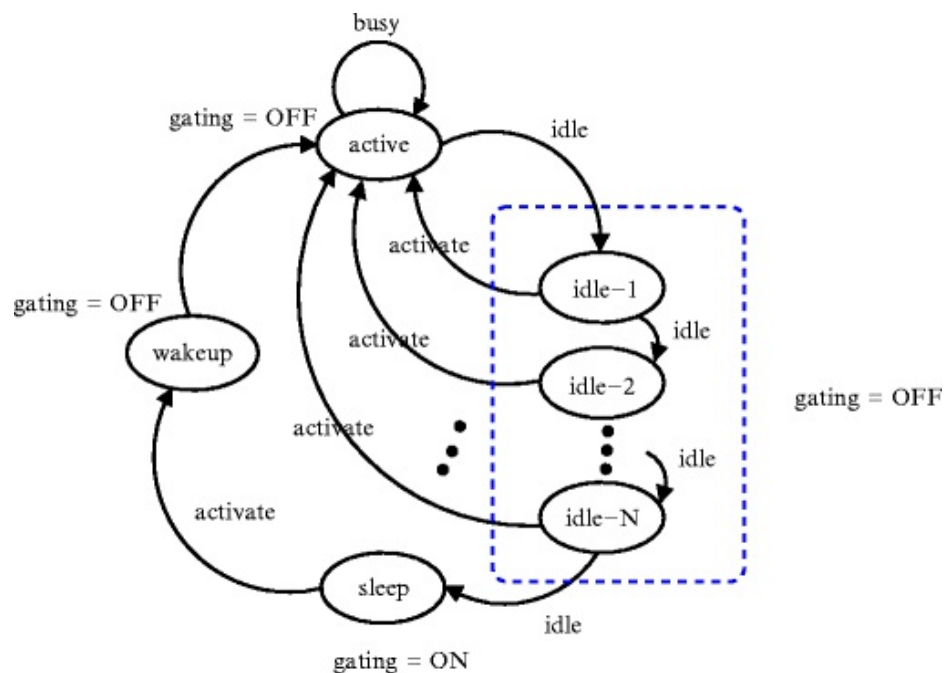 busy
gating = OFF
active
idle
activate
idle−1
gating = OFF
idle
wakeup
activate
idle−2
gating = OFF
activate
idle
activate
idle−N
sleep
idle
gating = ON